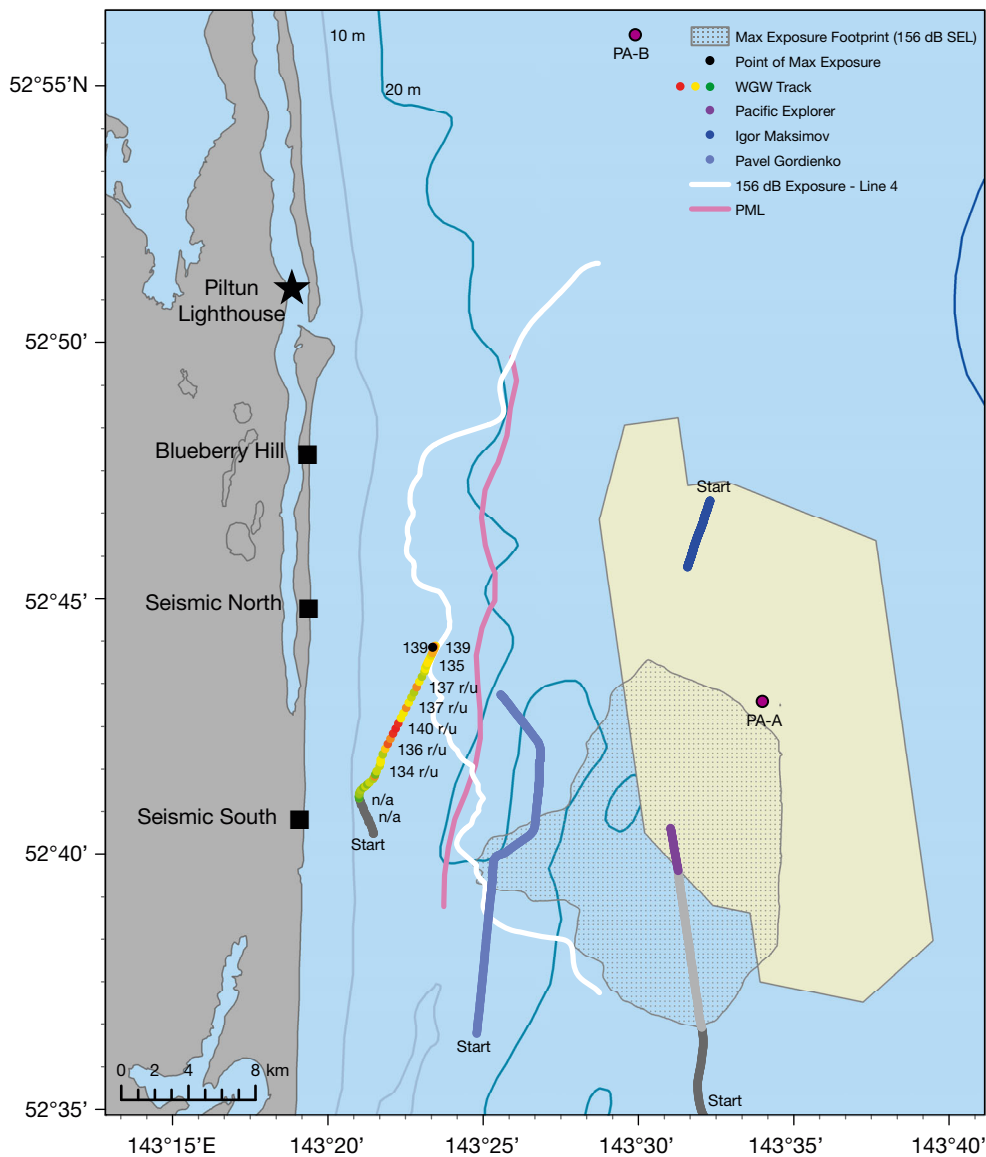 10 m
20 m
PA-B
Max Exposure Footprint (156 dB SEL)
Point of Max Exposure
WGW Track
Pacific Explorer
Igor Maksimov
Pavel Gordienko
156 dB Exposure - Line 4
PML
52°55’N
Piltun
Lighthouse
52°50’
Blueberry Hill
Start
52°45’
Seismic North
139
139
135
137 r/u
137 r/u
140 r/u
136 r/u
134 r/u
n/a
n/a
Start
PA-A
Seismic South
52°40’
Start
0 2 4 8 km
52°35’
Start
143°15’ E
143°20’
143°25’
143°30’
143°35’
143°40’